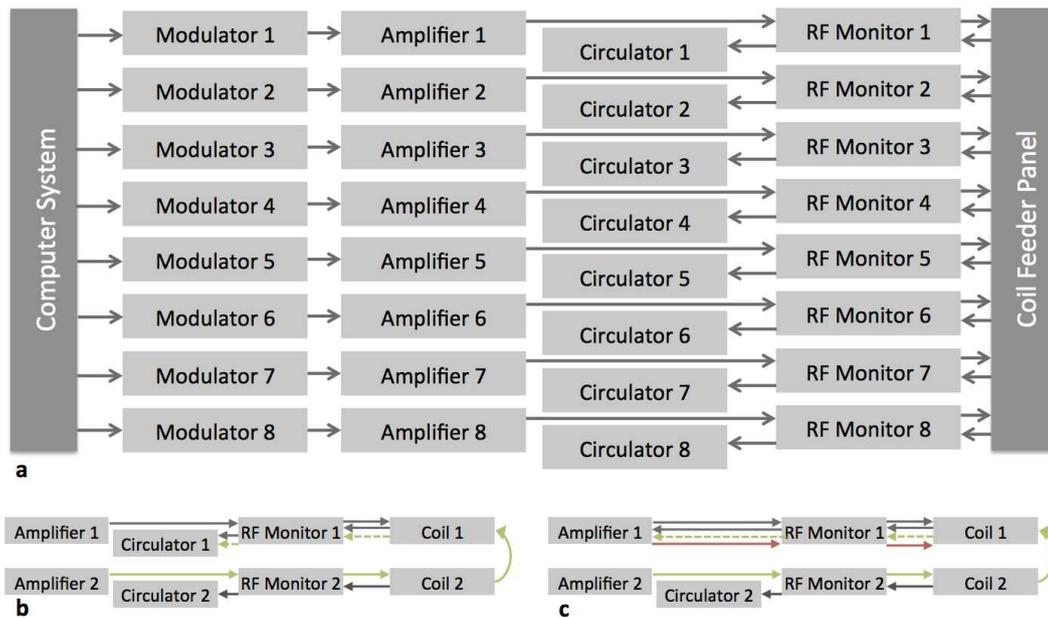 Computer System
Modulator 1
Amplifier 1
Circulator 1
RF Monitor 1
Modulator 2
Amplifier 2
Circulator 2
RF Monitor 2
Modulator 3
Amplifier 3
Circulator 3
RF Monitor 3
Modulator 4
Amplifier 4
Circulator 4
RF Monitor 4
Modulator 5
Amplifier 5
Circulator 5
RF Monitor 5
Modulator 6
Amplifier 6
Circulator 6
RF Monitor 6
Modulator 7
Amplifier 7
Circulator 7
RF Monitor 7
Modulator 8
Amplifier 8
Circulator 8
RF Monitor 8
Coil Feeder Panel
a
Amplifier 1
Circulator 1
RF Monitor 1
Coil 1
Amplifier 2
Circulator 2
RF Monitor 2
Coil 2
b
Amplifier 1
RF Monitor 1
Coil 1
Amplifier 2
Circulator 2
RF Monitor 2
Coil 2
c